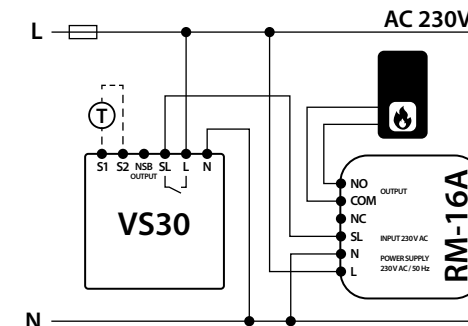 L
AC 230V
T
S1 S2 NSB SL L N
OUTPUT
VS30
NO
COM
NC
SL
N
L
OUTPUT
INPUT 230V AC
POWER SUPPLY
230V AC / 50 Hz
RM-16A
N